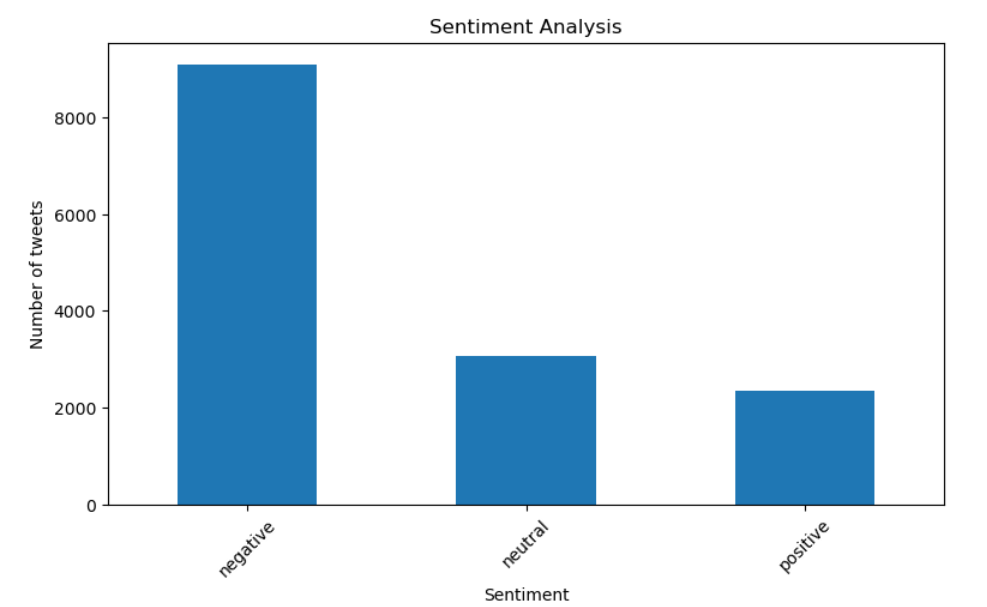 Sentiment Analysis
Number of tweets
8000
6000
4000
2000
0
negative
neutral
positive
Sentiment